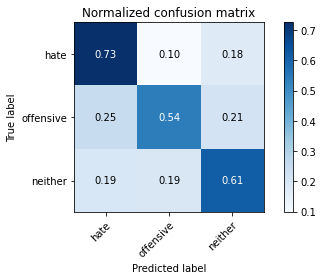 Normalized confusion matrix
True label
hate
0.73 0.10 0.18
offensive
0.25 0.54 0.21
neither
0.19 0.19 0.61
hate
offensive
neither
Predicted label
0.7
0.6
0.5
0.4
0.3
0.2
0.1